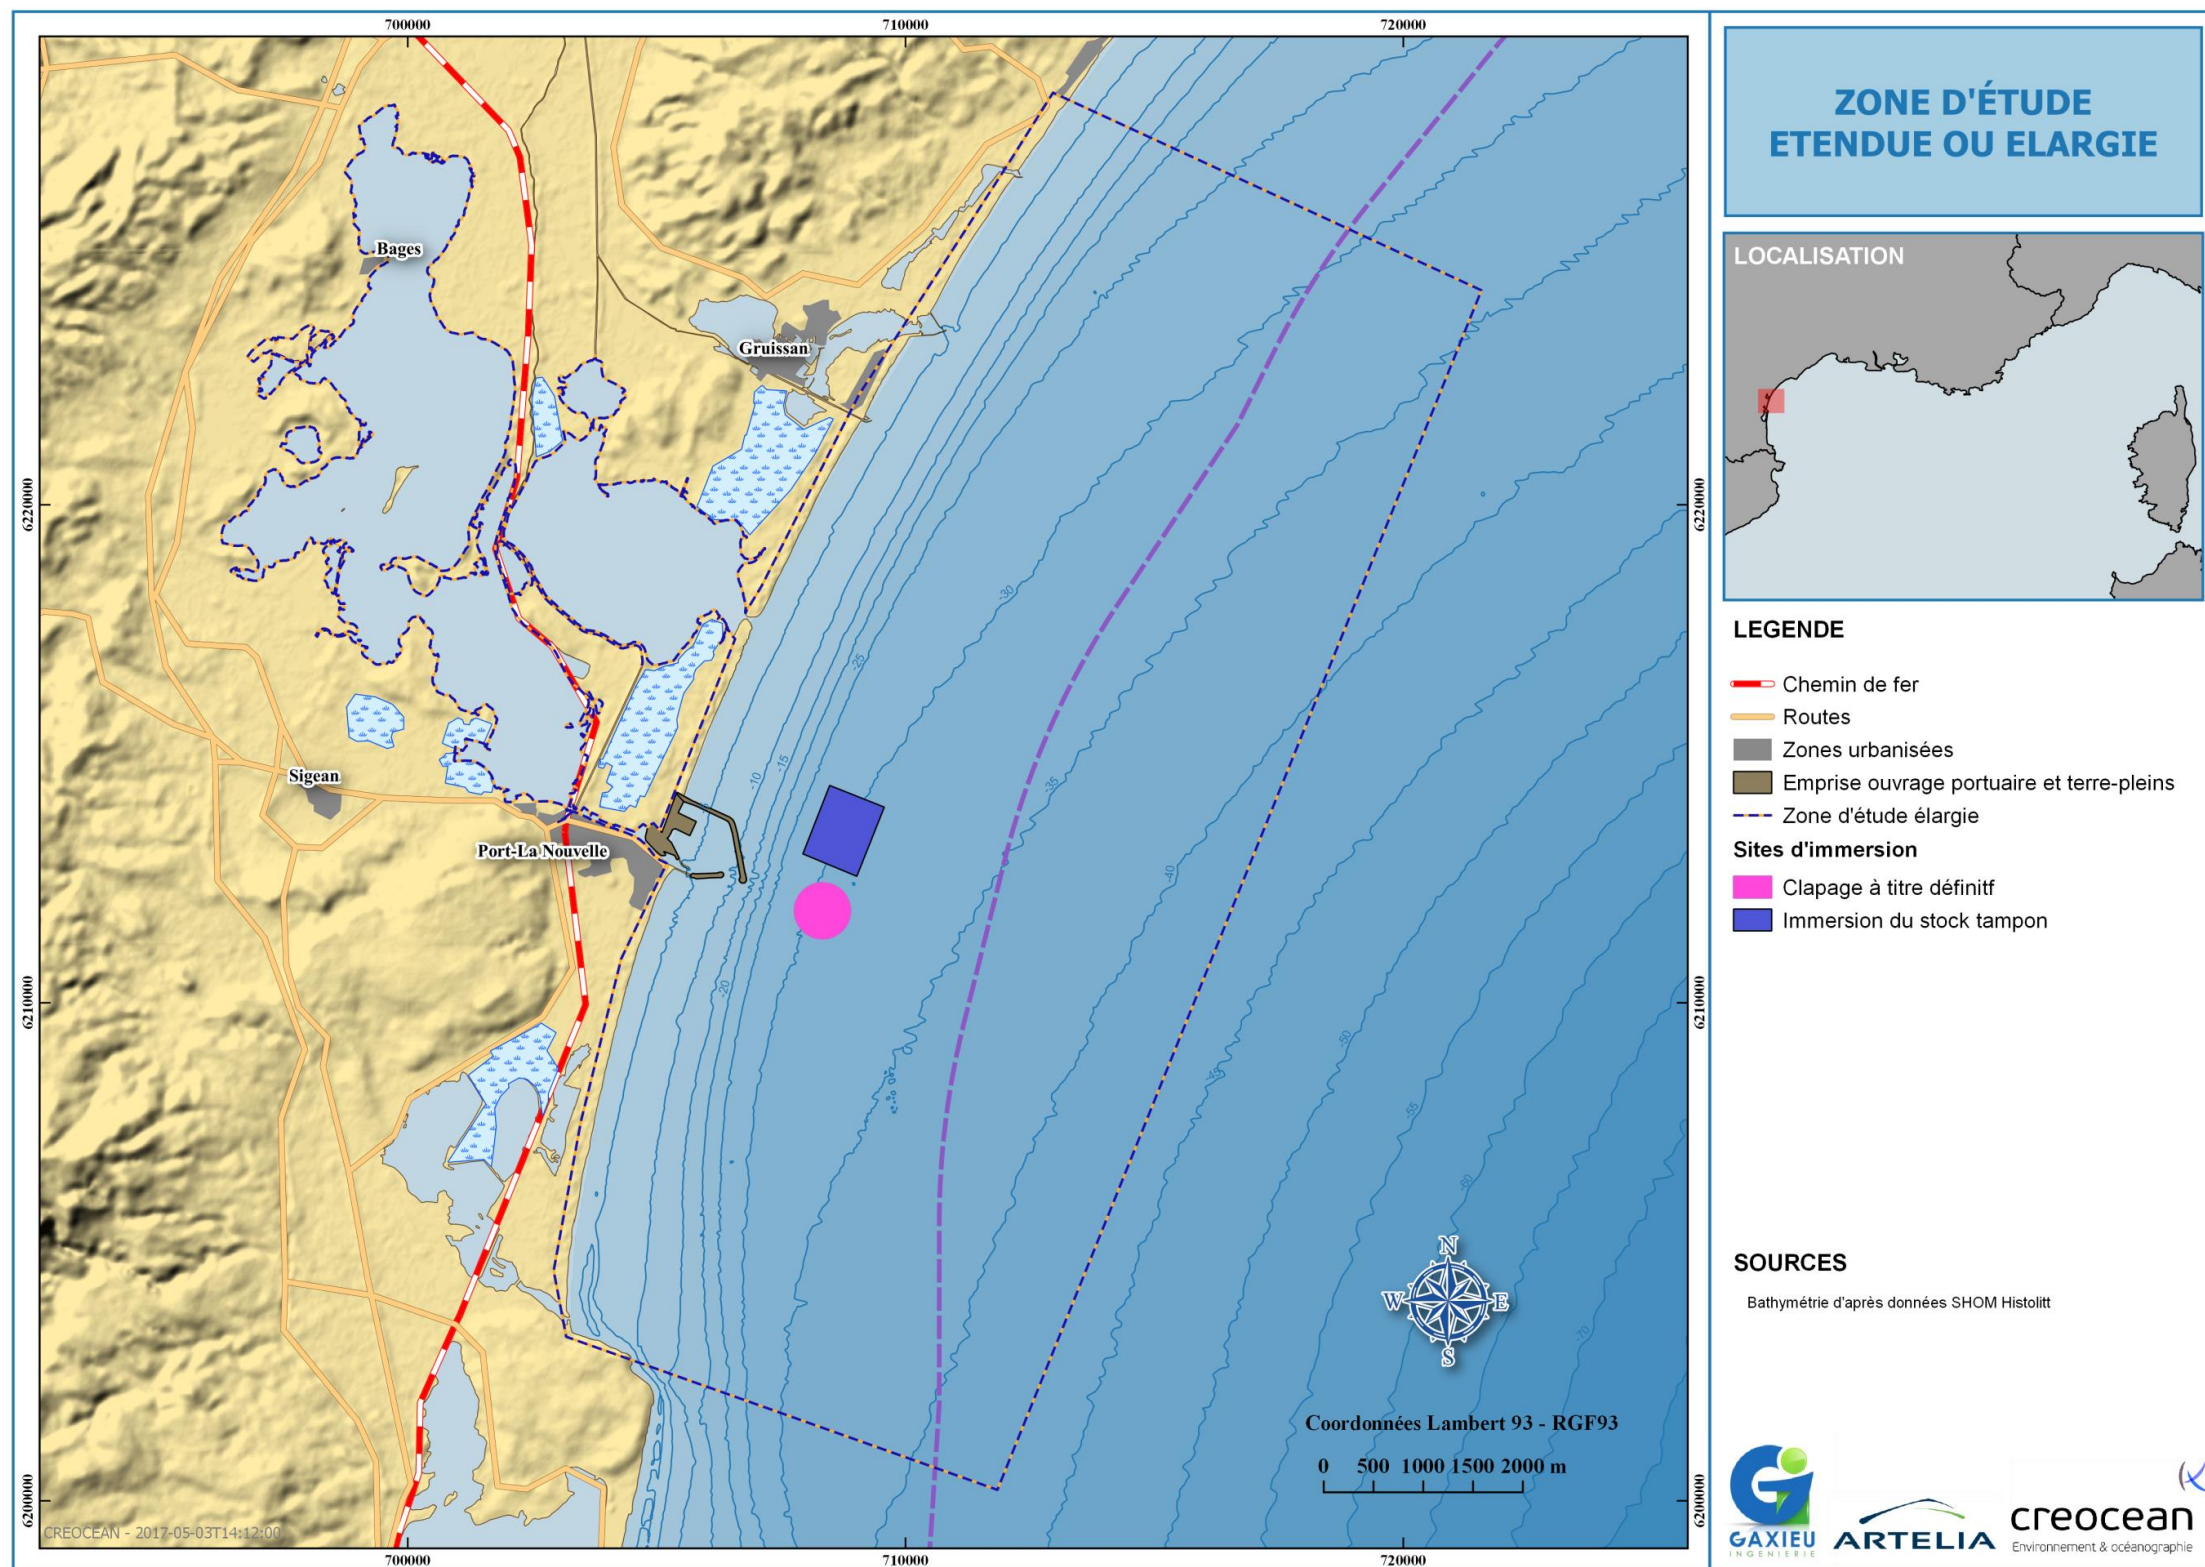 700000
710000
720000
ZONE D'ÉTUDE
ETENDUE OU ELARGIE
LOCALISATION
Bages
Gruissan
6220000
6220000
-30
-25
Sigean
-10
-15
-35
Port-La Nouvelle
-40
-20
6210000
6210000
-50
-45
-55
-60
-70
N
W
E
S
Coordonnées Lambert 93 - RGF93
0 500 1000 1500 2000 m
6200000
6200000
CREOCEAN - 2017-05-03T14:12:00
700000
710000
720000
LEGENDE
Chemin de fer
Routes
Zones urbanisées
Emprise ouvrage portuaire et terre-pleins
Zone d'étude élargie
Sites d'immersion
Clapage à titre définitf
Immersion du stock tampon
SOURCES
Bathymétrie d'après données SHOM Histolitt
GAXIEU
INGENIERIE
ARTELIA
creocean
Environnement & océanographie